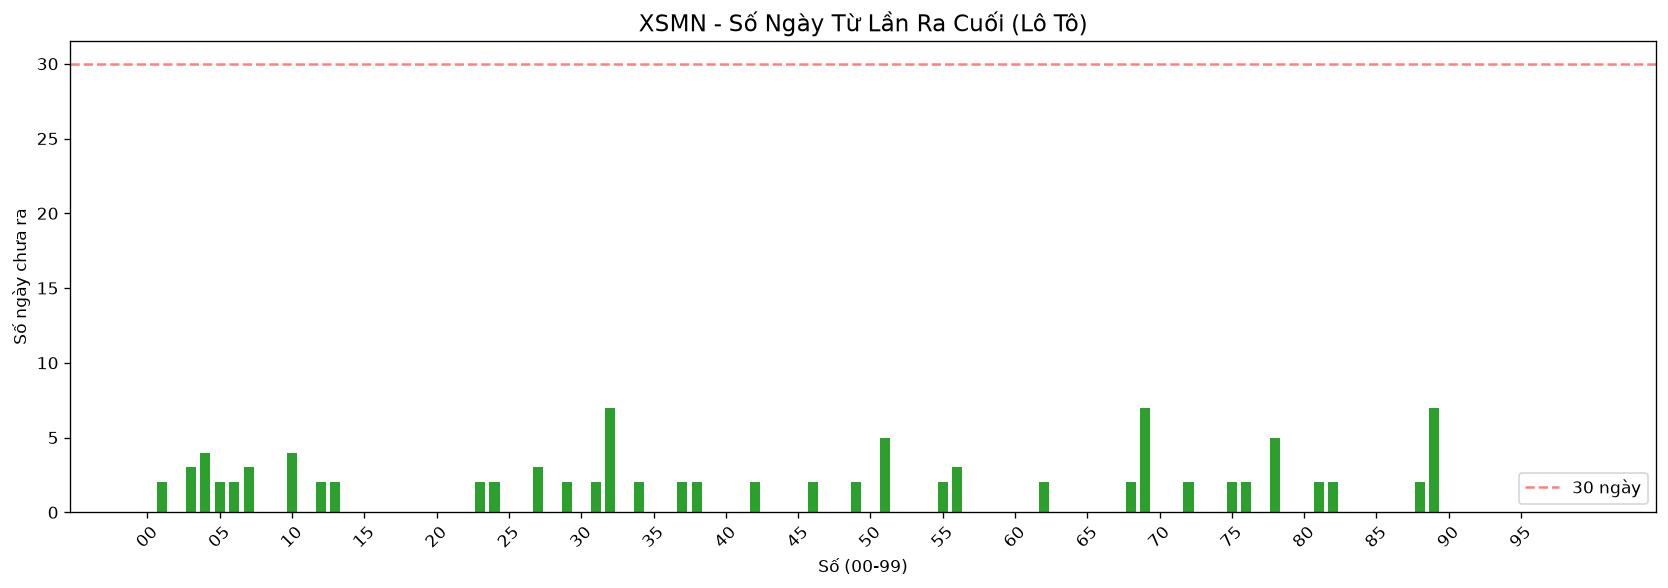 XSMN - Số Ngày Từ Lần Ra Cuối (Lô Tô)
Số ngày chưa ra
30
25
20
15
10
5
0
30 ngày
00 05 10 15 20 25 30 35 40 45 50 55 60 65 70 75 80 85 90 95
Số (00-99)